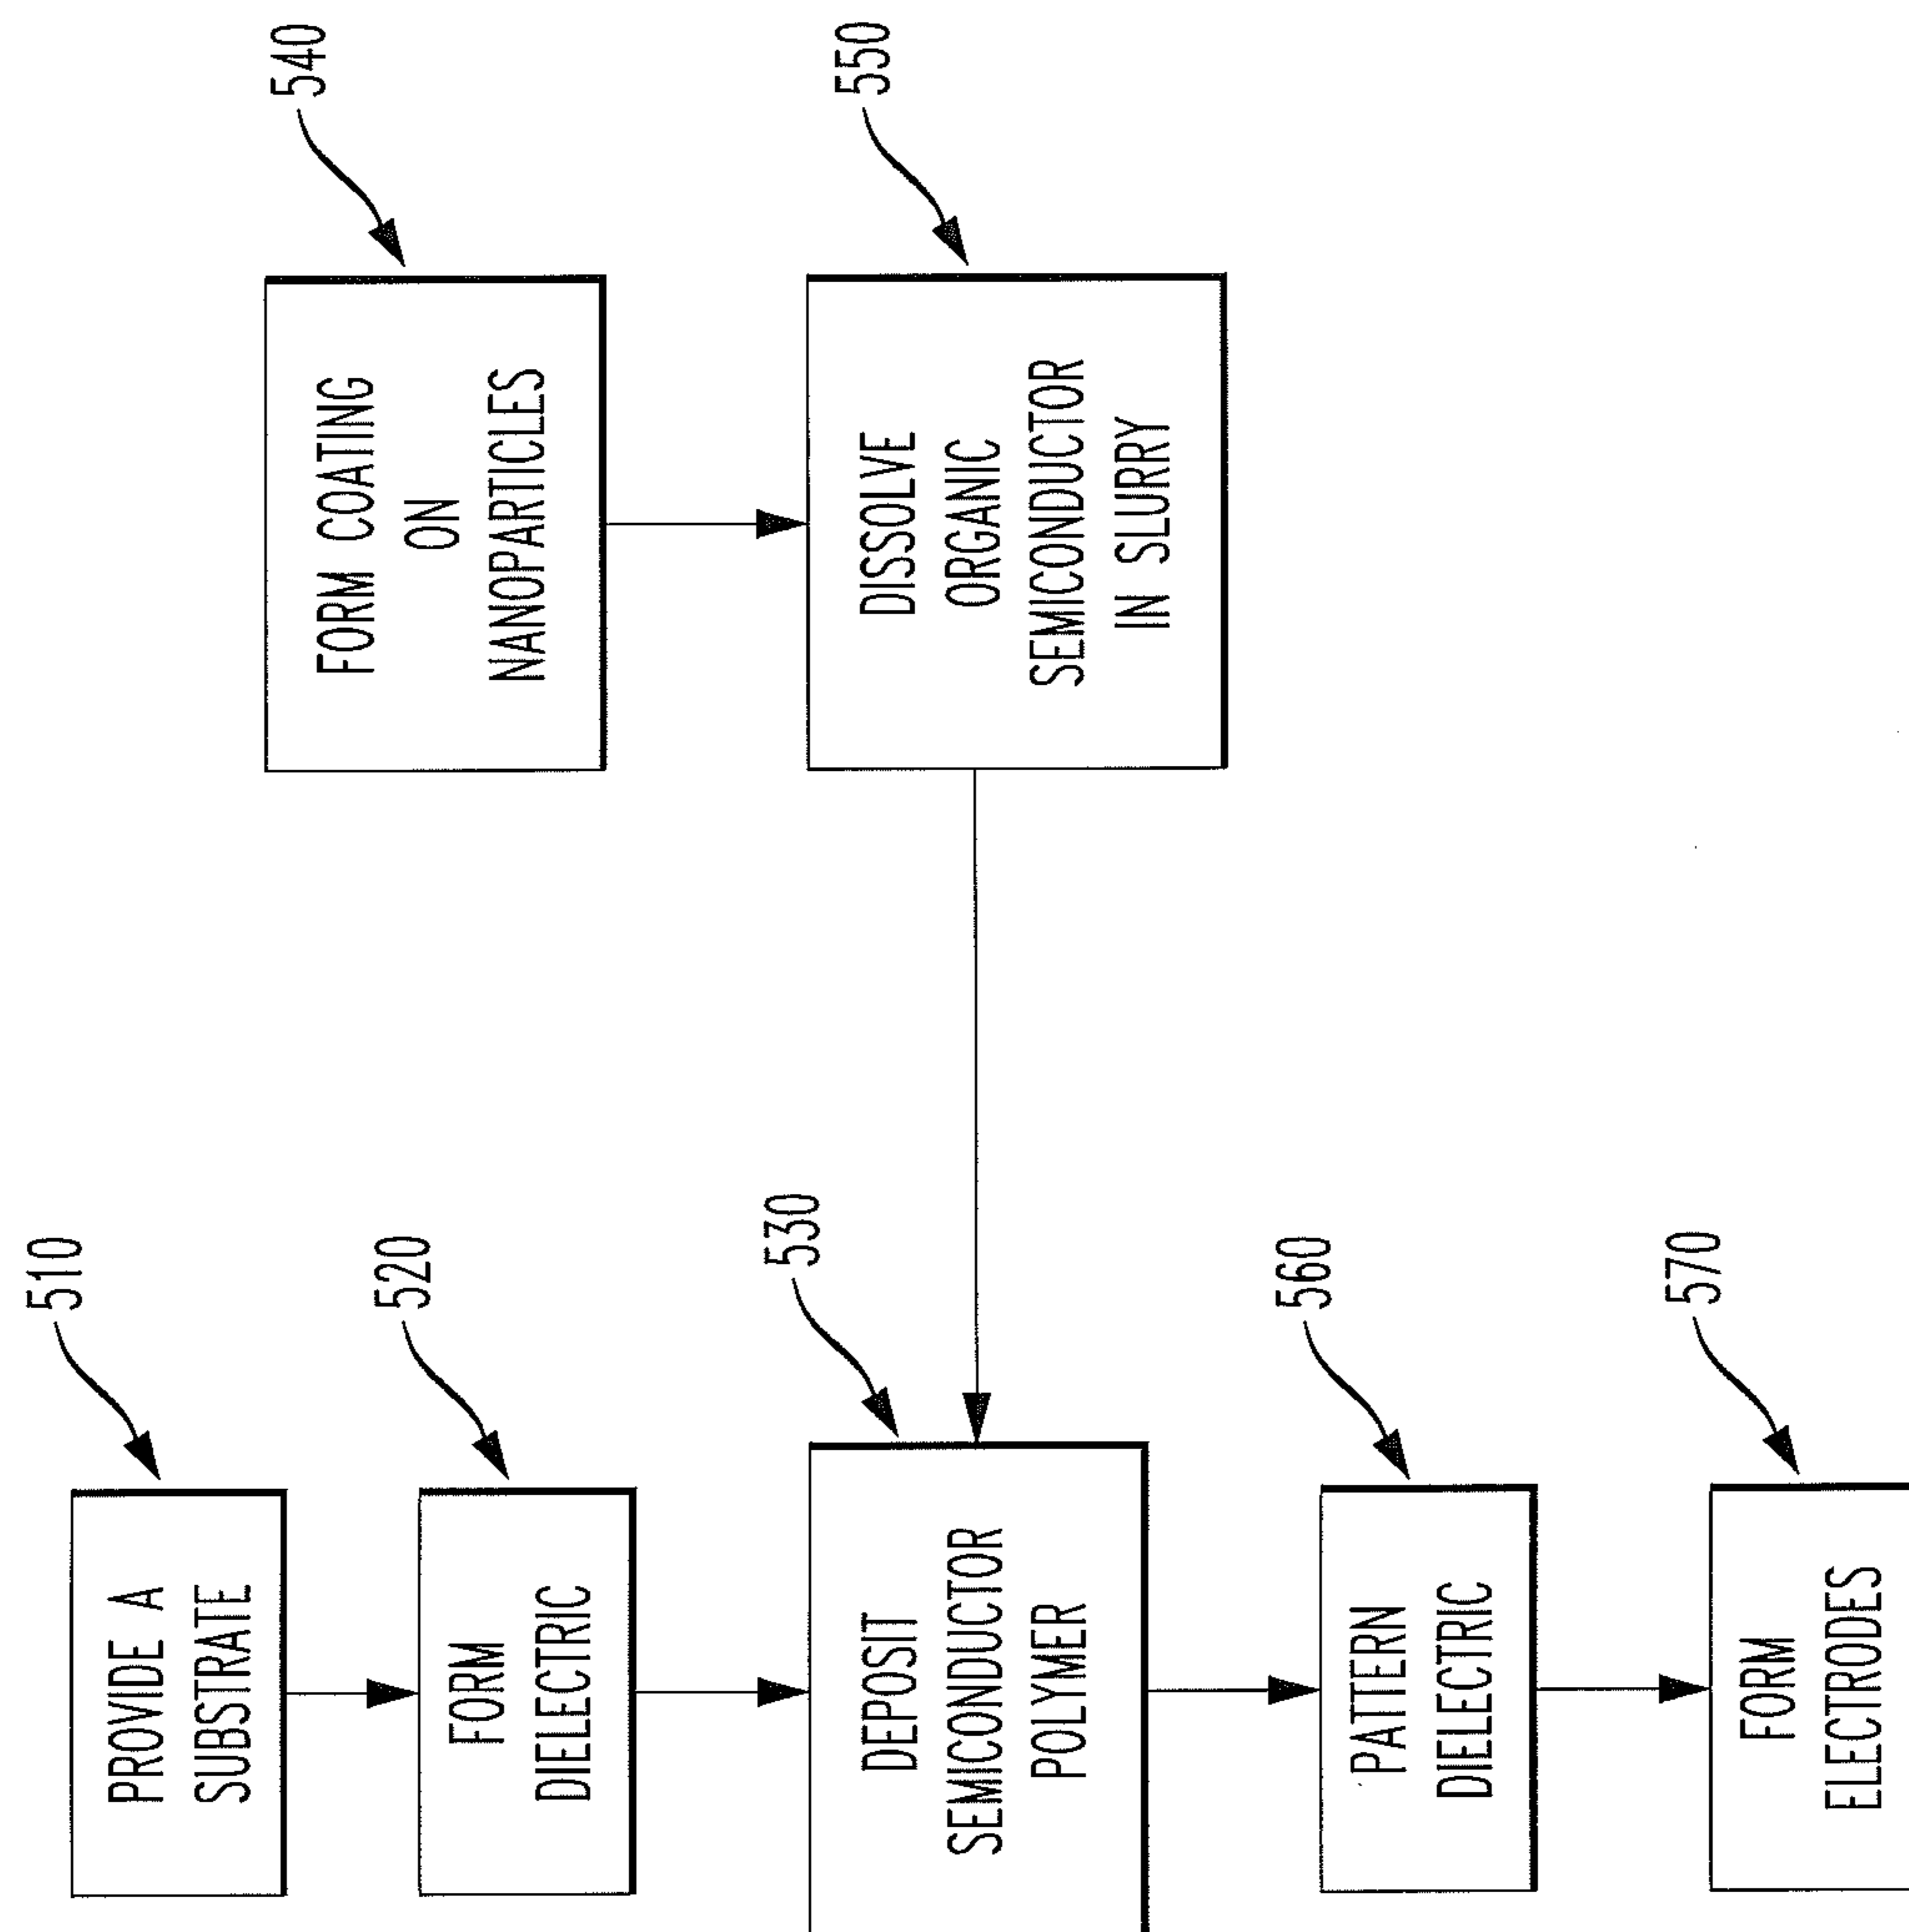 510
PROVIDE A
SUBSTRATE
520
FORM
DIELECTRIC
530
DEPOSIT
SEMICONDUCTOR
POLYMER
540
FORM COATING
ON
NANOPARTICLES
550
DISSOLVE
ORGANIC
SEMICONDUCTOR
IN SLURRY
560
PATTERN
DIELECTRIC
570
FORM
ELECTRODES